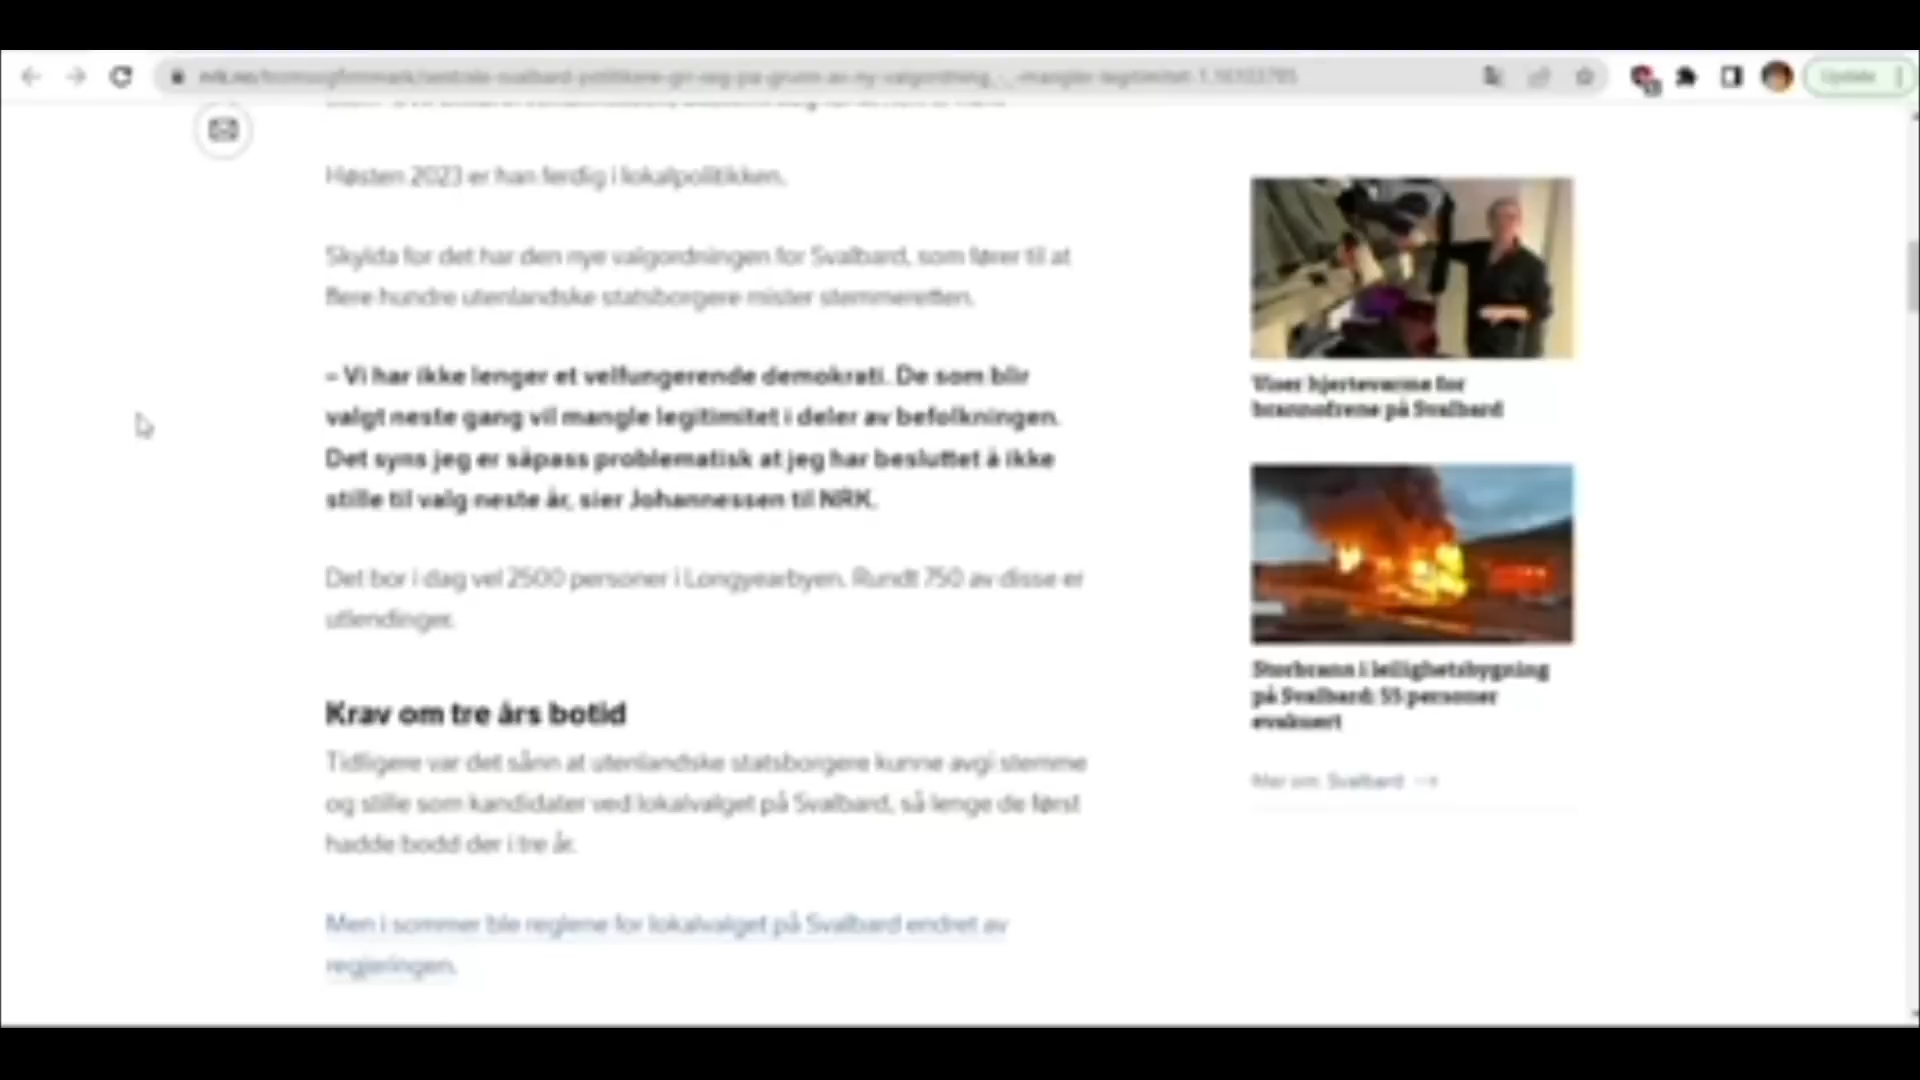 Update
Høsten 2023 er han ferdig i lokalpolitikken.
Skylda for det har den nye valgordningen for Svalbard, som fører til at
flere hundre utenlandske statsborgere mister stemmeretten.
– Vi har ikke lenger et velfungerende demokrati. De som blir
valgt neste gang vil mangle legitimitet i deler av befolkningen.
Det syns jeg er såpass problematisk at jeg har besluttet å ikke
stille til valg neste år, sier Johannessen til NRK.
Det bor i dag vel 2500 personer i Longyearbyen. Rundt 750 av disse er
utlendinger.
Krav om tre års botid
Tidligere var det sånn at utenlandske statsborgere kunne avgi stemme
og stille som kandidater ved lokalvalget på Svalbard, så lenge de først
hadde bodd der i tre år.
Men i sommer ble reglene for lokalvalget på Svalbard endret av
regjeringen.
Viser hjertevarme for
brannofrene på Svalbard
Storbrann i leilighetsbygning
på Svalbard: 55 personer
evakuert
Mer om: Svalbard →